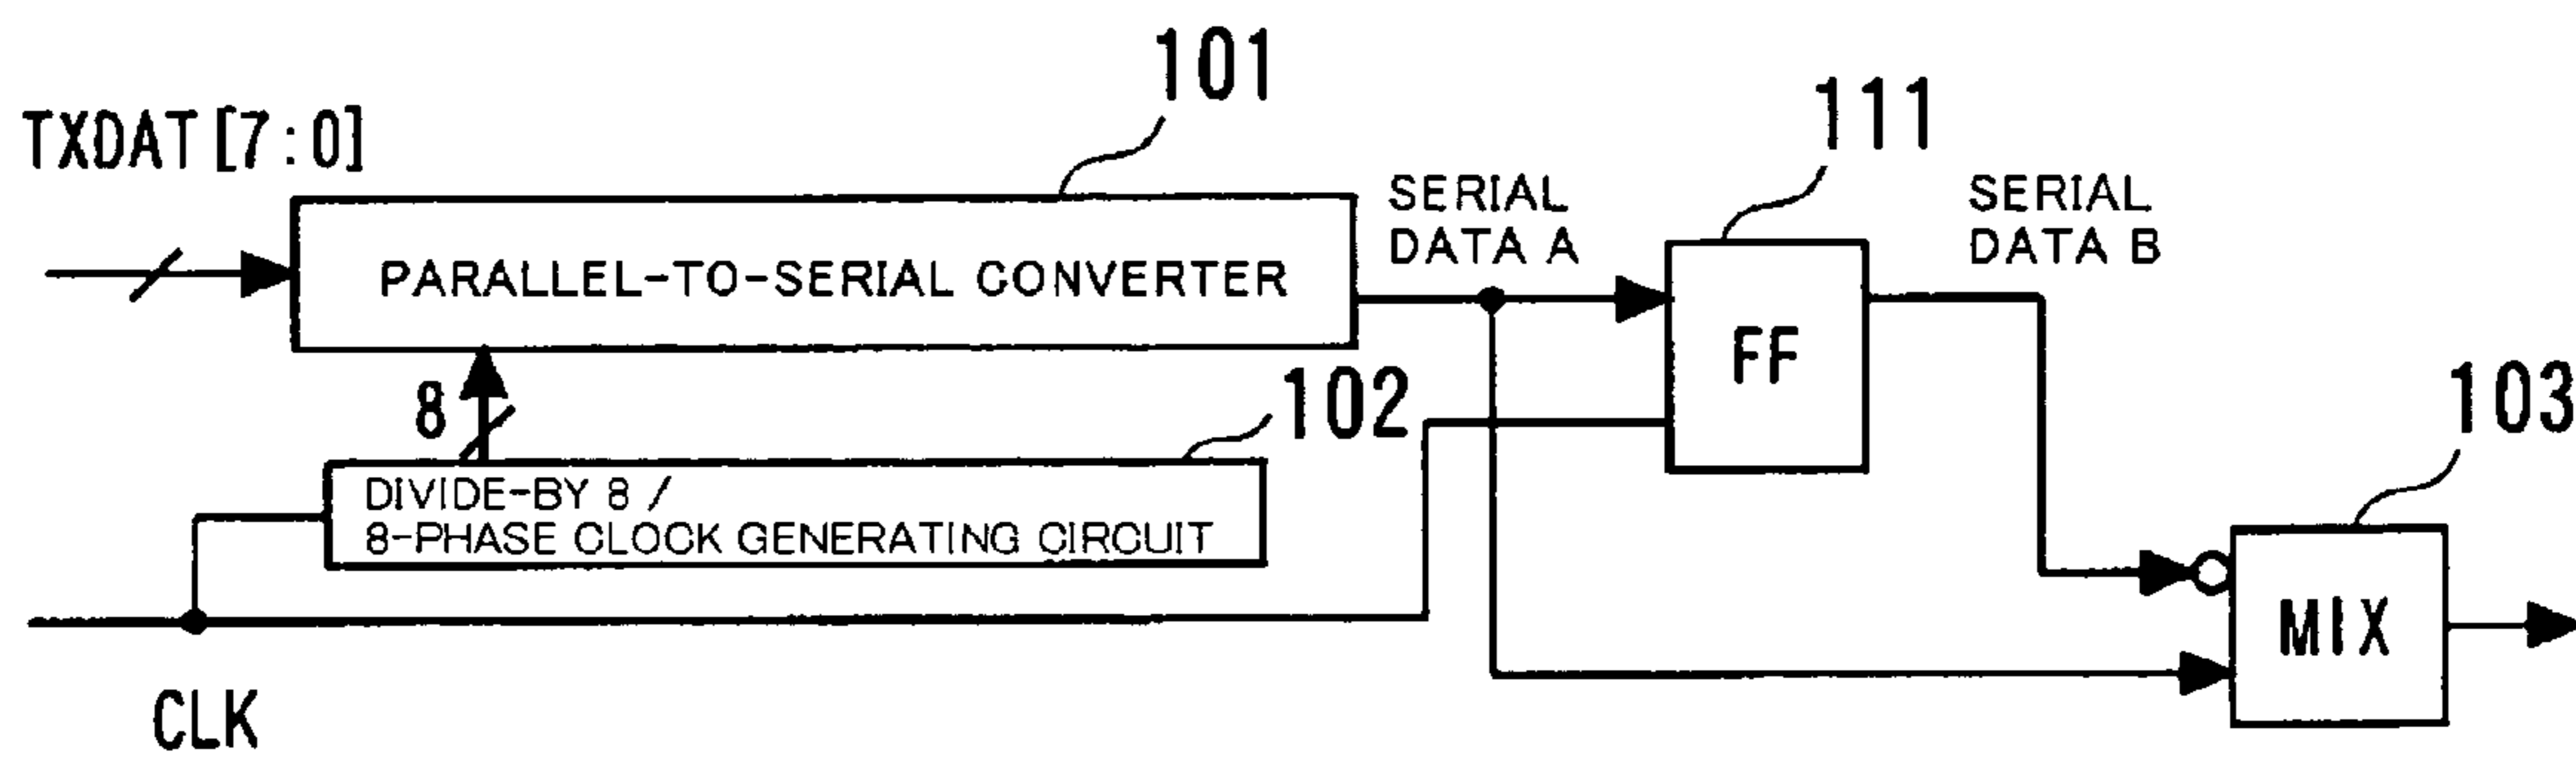 101
111
TXDAT [7:0]
SERIAL
DATA A
SERIAL
DATA B
PARALLEL-TO-SERIAL CONVERTER
FF
8
102
103
DIVIDE-BY 8 /
8-PHASE CLOCK GENERATING CIRCUIT
MIX
CLK